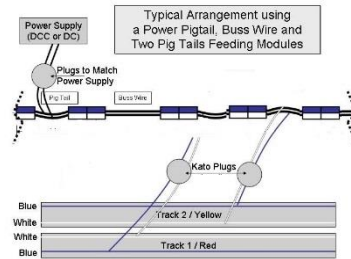 Typical Arrangement using
a Power Pigtail, Buss Wire and
Two Pig Tails Feeding Modules
Power Supply
(DCC or DC)
Plugs to Match
Power Supply
Pig Tail
Buss Wire
Kato Plugs
Blue
White
Track 2 / Yellow
White
Blue
Track 1 / Red